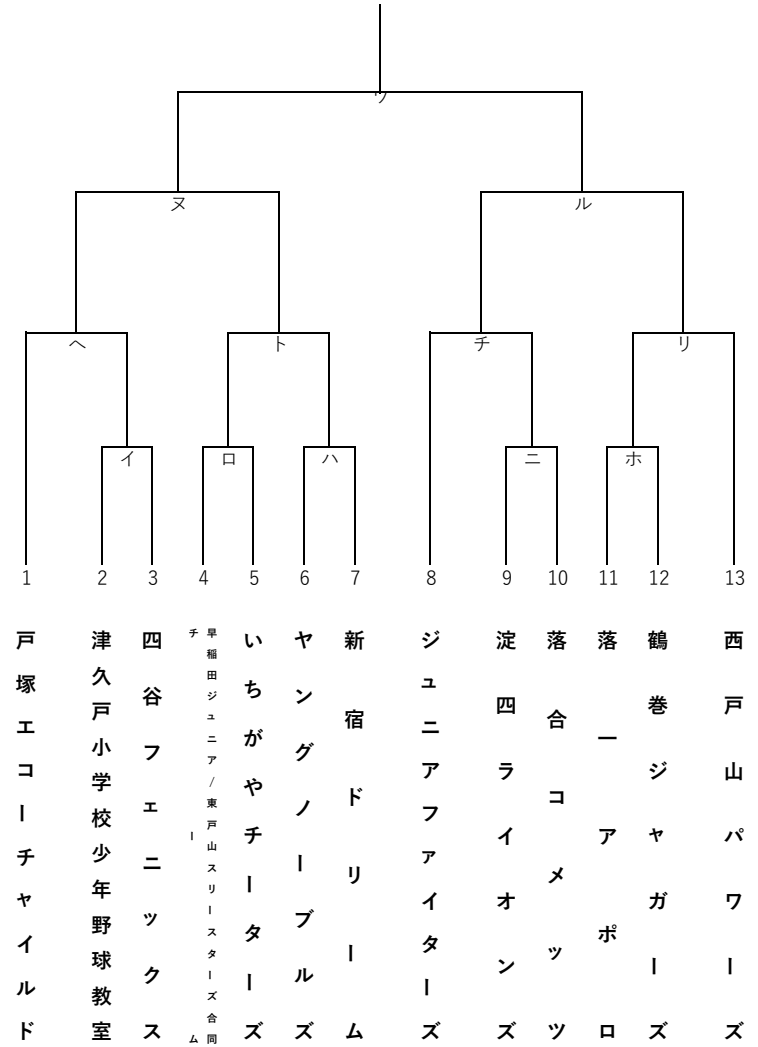 ヌ
ル
ヘ
ト
チ
リ
イ
ロ
ハ
ニ
ホ
1
2
3
4
5
6
7
8
9
10
11
12
13
戸塚エコーチャイルド
津久戸小学校少年野球教室
四谷フェニックス
早稲田ジュニア/東戸山スリースターズ合同
チーム
いちがやチーターズ
ヤングノーブルズ
新宿ドリーム
ジュニアファイターズ
淀四ライオンズ
落合コメッツ
落一アポロ
鶴巻ジャガーズ
西戸山パワーズ